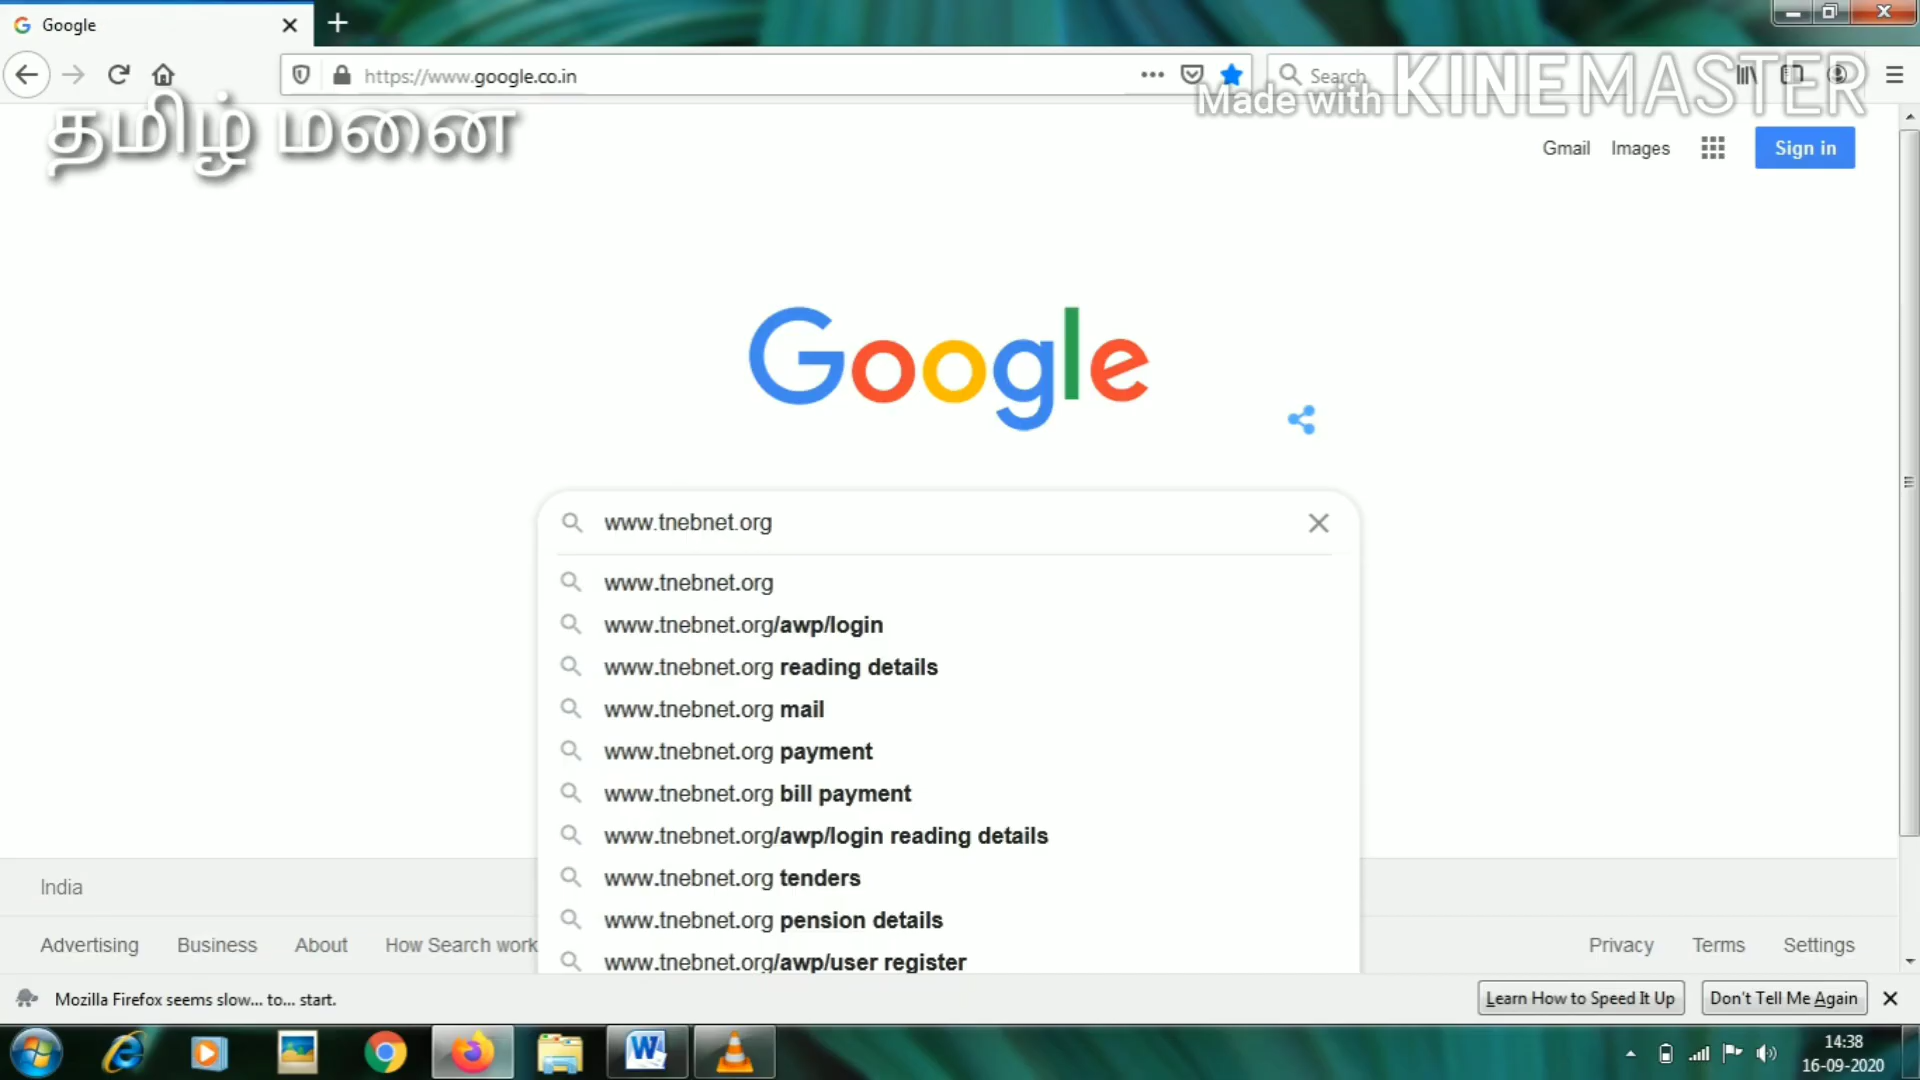 Google
https://www.google.co.in
Search
Made with KINEMASTER
தமிழ் மனை
Gmail Images Sign in
Google
www.tnebnet.org
www.tnebnet.org
www.tnebnet.org/awp/login
www.tnebnet.org reading details
www.tnebnet.org mail
www.tnebnet.org payment
www.tnebnet.org bill payment
www.tnebnet.org/awp/login reading details
www.tnebnet.org tenders
www.tnebnet.org pension details
www.tnebnet.org/awp/user register
India
Advertising Business About How Search work
Privacy Terms Settings
Mozilla Firefox seems slow... to... start.
Learn How to Speed It Up Don't Tell Me Again
14:38
16-09-2020